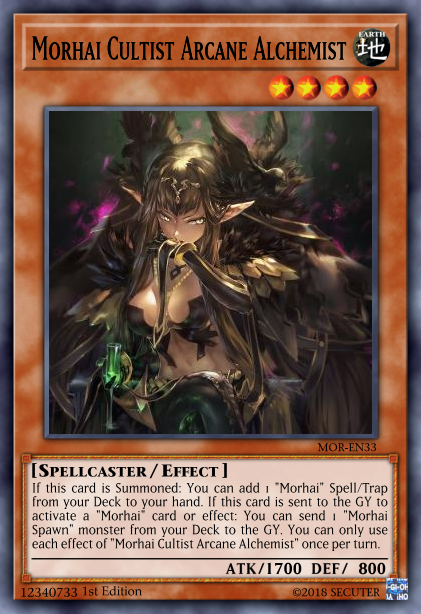 Morhai Cultist Arcane Alchemist
EARTH
地
MOR-EN33
[Spellcaster / Effect]
If this card is Summoned: You can add 1 "Morhai" Spell/Trap
from your Deck to your hand. If this card is sent to the GY to
activate a "Morhai" card or effect: You can send 1 "Morhai
Spawn" monster from your Deck to the GY. You can only use
each effect of "Morhai Cultist Arcane Alchemist" once per turn.
ATK/1700 DEF/ 800
12340733 1st Edition ©2018 SECUTER